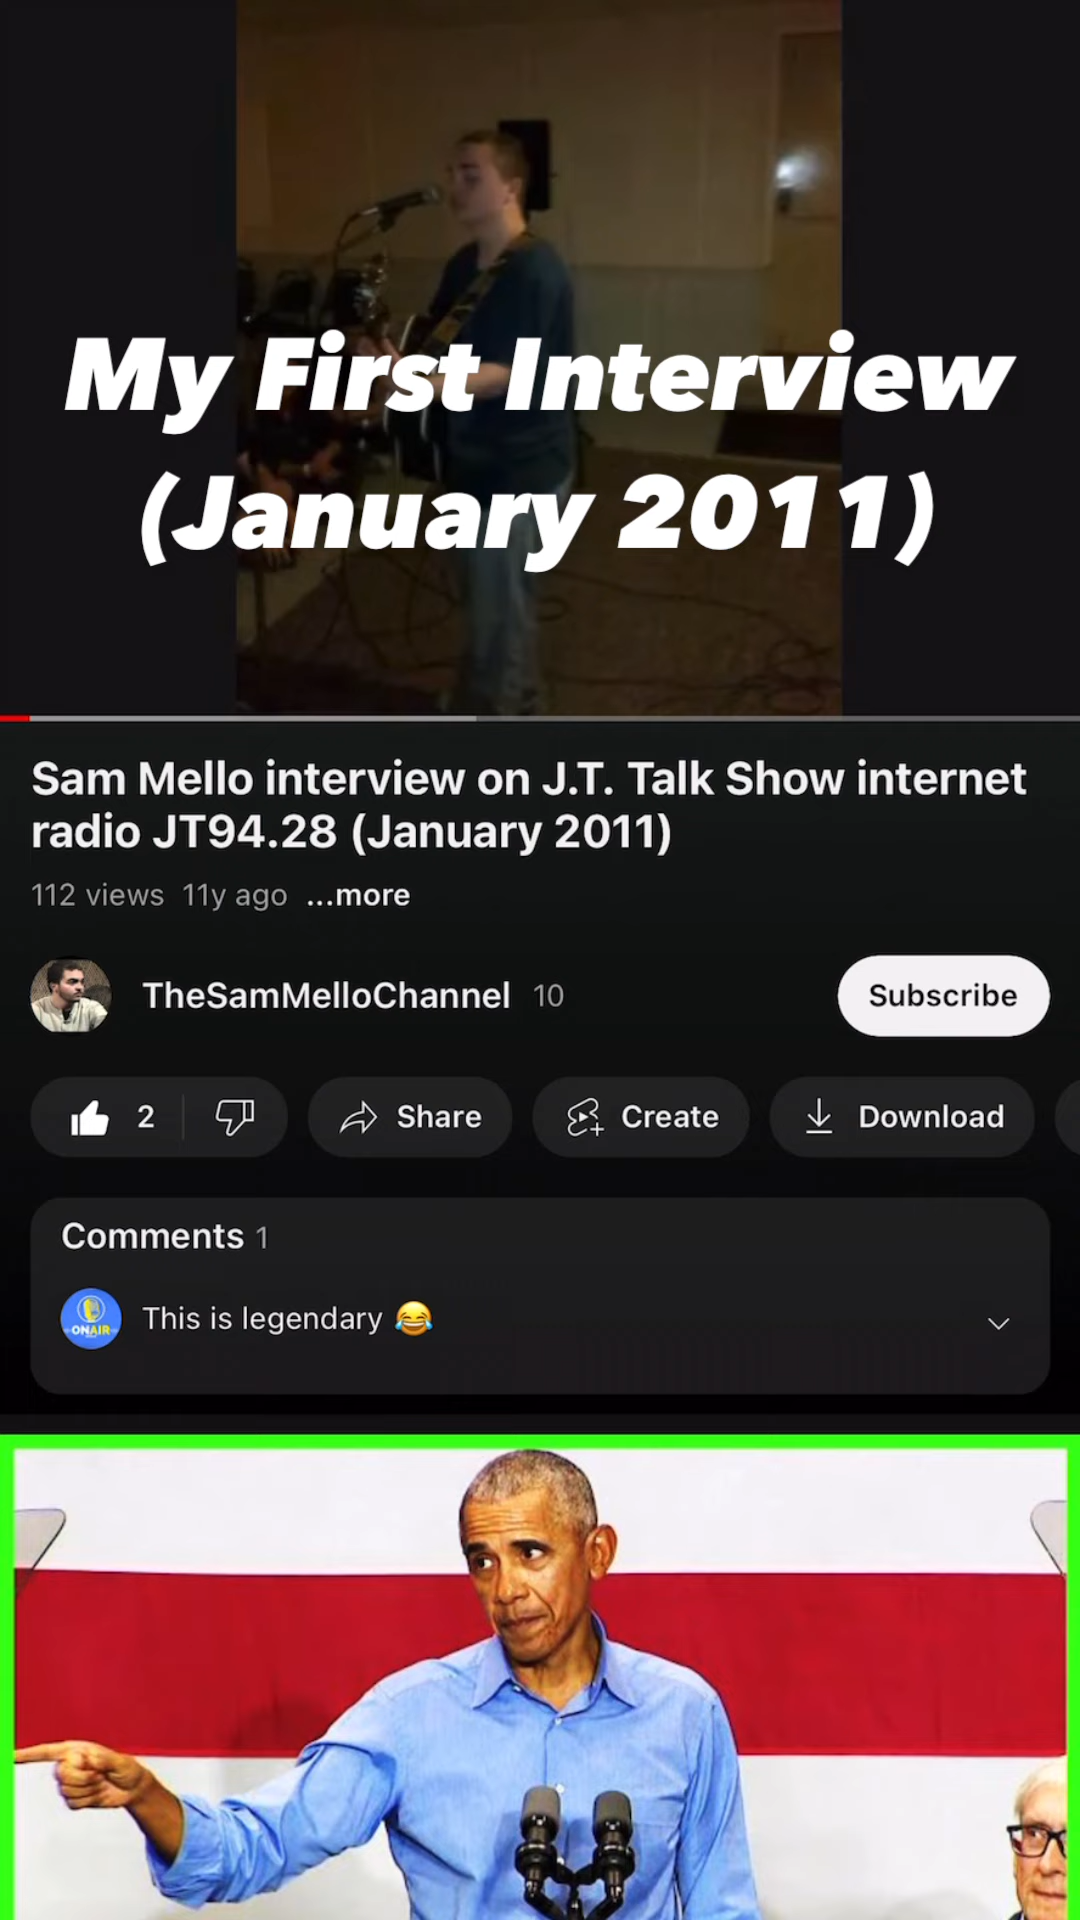 My First Interview
(January 2011)
Sam Mello interview on J.T. Talk Show internet
radio JT94.28 (January 2011)
112 views 11y ago ...more
TheSamMelloChannel 10
Subscribe
2
Share
Create
Download
Comments 1
ONAIR
This is legendary 😂